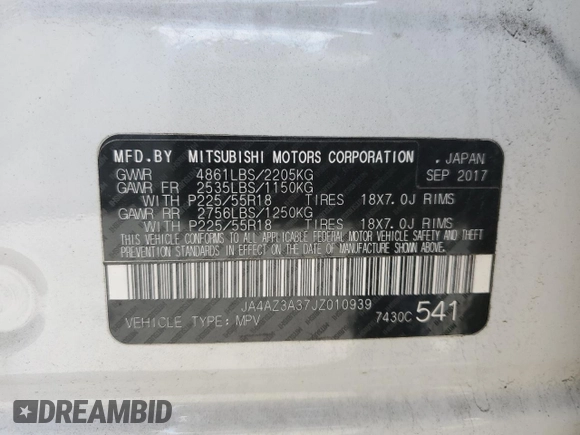 MFD.BY MITSUBISHI MOTORS CORPORATION . JAPAN
GVWR 4861LBS/2205KG SEP 2017
GAWR FR 2535LBS/1150KG
WITH P225/55R18 TIRES 18X7.0J RIMS
GAWR RR 2756LBS/1250KG
WITH P225/55R18 TIRES 18X7.0J RIMS
THIS VEHICLE CONFORMS TO ALL APPLICABLE FEDERAL MOTOR VEHICLE SAFETY AND THEFT
PREVENTION STANDARDS IN EFFECT ON THE DATE OF MANUFACTURE SHOWN ABOVE.
JA4AZ3A37JZ010939
VEHICLE TYPE: MPV 7430C 541
DREAMBID